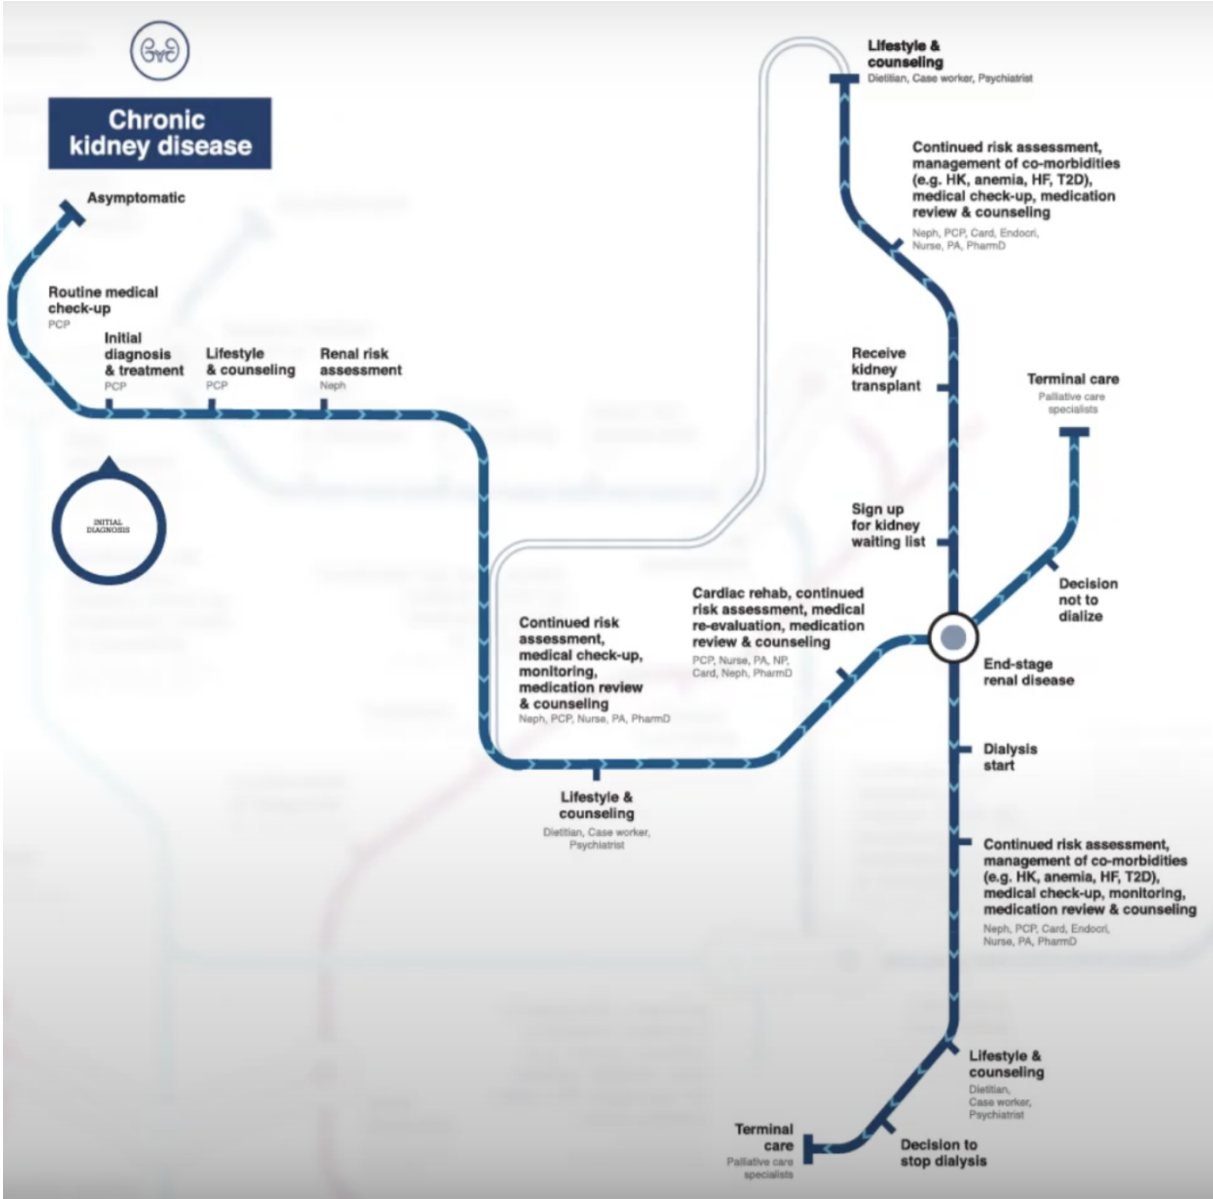 Chronic
kidney disease
Asymptomatic
Routine medical
check-up
PCP
Initial
diagnosis
& treatment
PCP
Lifestyle
& counseling
PCP
Renal risk
assessment
Neph
INITIAL
DIAGNOSIS
Continued risk
assessment,
medical check-up,
monitoring,
medication review
& counseling
Neph, PCP, Nurse, PA, PharmD
Lifestyle &
counseling
Dietitian, Case worker,
Psychiatrist
Cardiac rehab, continued
risk assessment, medical
re-evaluation, medication
review & counseling
PCP, Nurse, PA, NP,
Card, Neph, PharmD
End-stage
renal disease
Sign up
for kidney
waiting list
Receive
kidney
transplant
Continued risk assessment,
management of co-morbidities
(e.g. HK, anemia, HF, T2D),
medical check-up, medication
review & counseling
Neph, PCP, Card, Endocri,
Nurse, PA, PharmD
Lifestyle &
counseling
Dietitian, Case worker, Psychiatrist
Decision
not to
dialize
Terminal care
Palliative care
specialists
Dialysis
start
Continued risk assessment,
management of co-morbidities
(e.g. HK, anemia, HF, T2D),
medical check-up, monitoring,
medication review & counseling
Neph, PCP, Card, Endocri,
Nurse, PA, PharmD
Lifestyle &
counseling
Dietitian,
Case worker,
Psychiatrist
Decision to
stop dialysis
Terminal
care
Palliative care
specialists